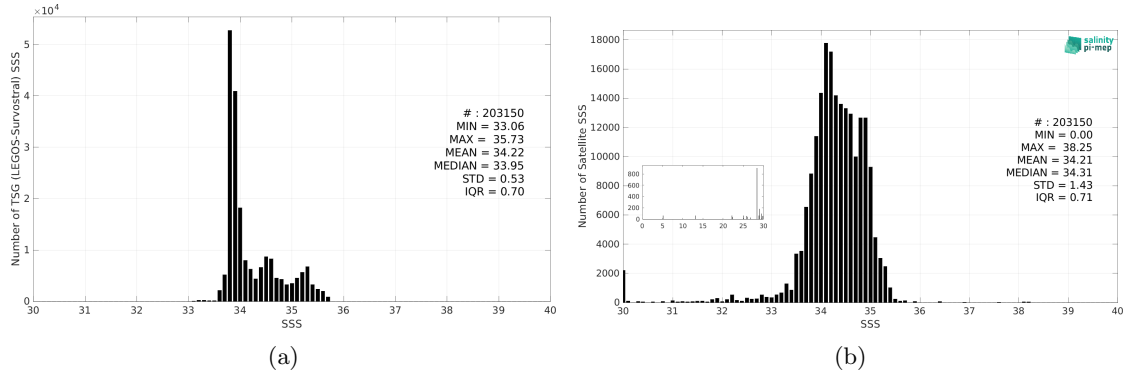 ×10⁴
Number of TSG (LEGOS-Survostral) SSS
5
4
3
2
1
0
# : 203150
MIN = 33.06
MAX = 35.73
MEAN = 34.22
MEDIAN = 33.95
STD = 0.53
IQR = 0.70
30 31 32 33 34 35 36 37 38 39 40
SSS
(a)
salinity
pi-mep
Number of Satellite SSS
18000
16000
14000
12000
10000
8000
6000
4000
2000
0
# : 203150
MIN = 0.00
MAX = 38.25
MEAN = 34.21
MEDIAN = 34.31
STD = 1.43
IQR = 0.71
800
600
400
200
0
0 5 10 15 20 25 30
30 31 32 33 34 35 36 37 38 39 40
SSS
(b)